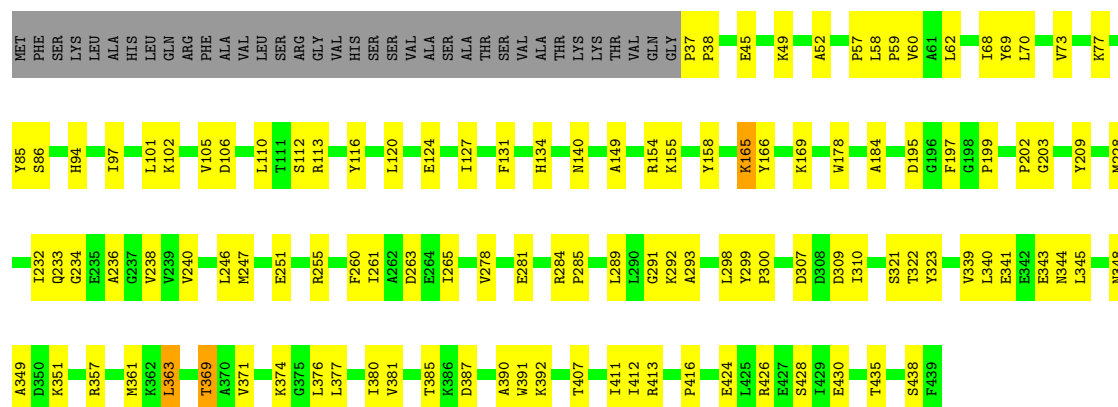 MET PHE SER LYS LEU ALA HIS LEU GLN ARG PHE ALA VAL LEU SER ARG GLY VAL HIS SER SER VAL ALA SER ALA THR SER VAL ALA THR LYS LYS THR VAL GLN GLY P37 P38 E45 K49 A52 P57 L58 P59 V60 A61 L62 I68 Y69 L70 V73 K77
Y85 S86 H94 I97 L101 K102 V105 D106 L110 T111 S112 R113 Y116 L120 E124 I127 F131 H134 N140 A149 R154 K155 Y158 K165 Y166 K169 W178 A184 D195 G196 F197 G198 P199 P202 G203 Y209 M228
I232 Q233 G234 E235 A236 G237 V238 V239 V240 L246 M247 E251 R255 F260 I261 A262 D263 E264 I265 V278 E281 R284 P285 L289 L290 G291 K292 A293 L298 Y299 P300 D307 D308 D309 I310 S321 T322 Y323 V339 L340 E341 E342 E343 N344 L345 N348
A349 D350 K351 R357 M361 K362 L363 T369 A370 V371 K374 G375 L376 L377 I380 V381 T385 K386 D387 A390 W391 K392 T407 I411 I412 R413 P416 E424 L425 R426 E427 S428 I429 E430 T435 S438 F439